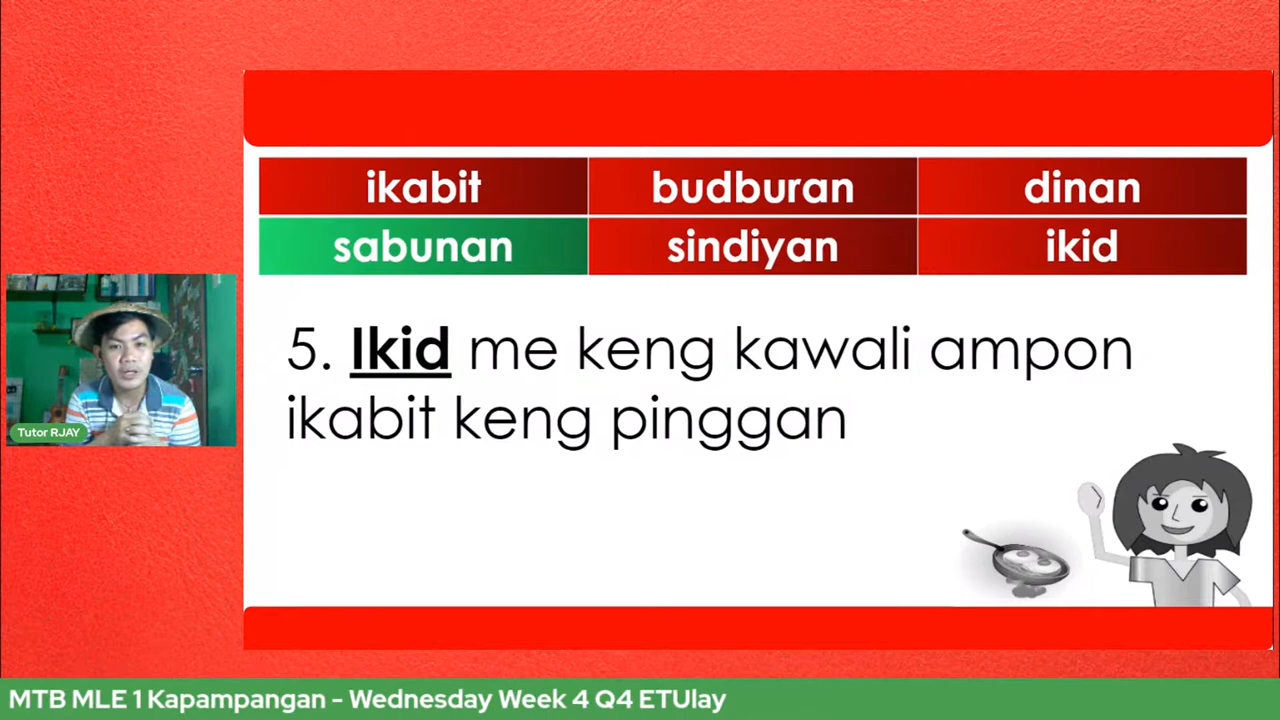 ikabit budburan dinan
sabunan sindiyan ikid
5. Ikid me keng kawali ampon
ikabit keng pinggan
Tutor RJAY
MTB MLE 1 Kapampangan - Wednesday Week 4 Q4 ETUlay